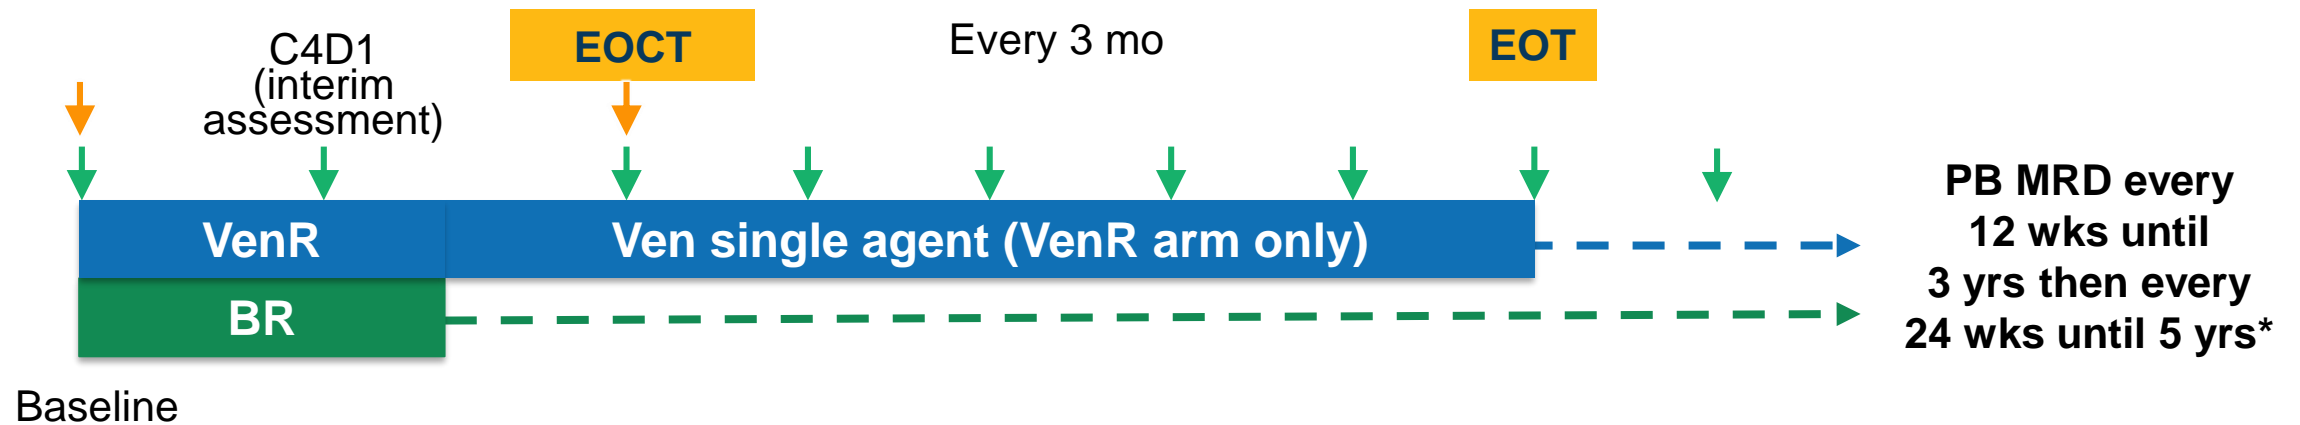 C4D1
(interim
assessment)
EOCT
Every 3 mo
EOT
VenR
Ven single agent (VenR arm only)
BR
PB MRD every
12 wks until
3 yrs then every
24 wks until 5 yrs*
Baseline